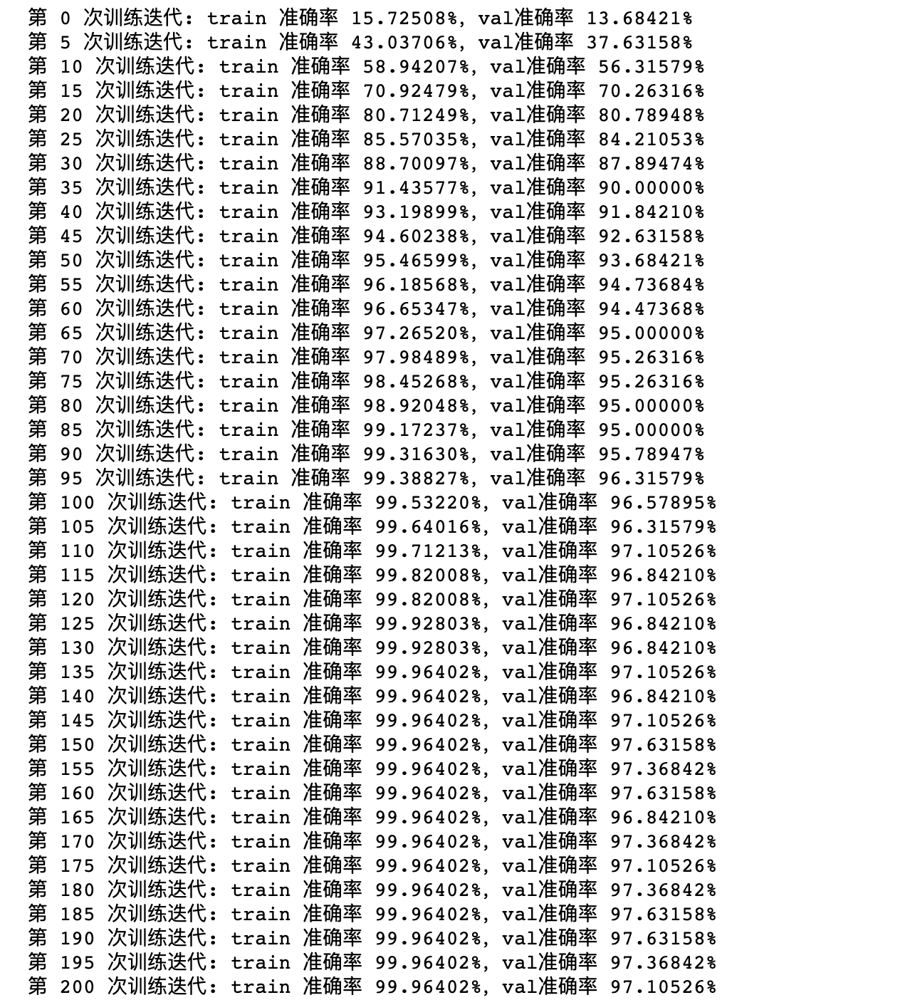 第 0 次训练迭代: train 准确率 15.72508%, val准确率 13.68421%
第 5 次训练迭代: train 准确率 43.03706%, val准确率 37.63158%
第 10 次训练迭代: train 准确率 58.94207%, val准确率 56.31579%
第 15 次训练迭代: train 准确率 70.92479%, val准确率 70.26316%
第 20 次训练迭代: train 准确率 80.71249%, val准确率 80.78948%
第 25 次训练迭代: train 准确率 85.57035%, val准确率 84.21053%
第 30 次训练迭代: train 准确率 88.70097%, val准确率 87.89474%
第 35 次训练迭代: train 准确率 91.43577%, val准确率 90.00000%
第 40 次训练迭代: train 准确率 93.19899%, val准确率 91.84210%
第 45 次训练迭代: train 准确率 94.60238%, val准确率 92.63158%
第 50 次训练迭代: train 准确率 95.46599%, val准确率 93.68421%
第 55 次训练迭代: train 准确率 96.18568%, val准确率 94.73684%
第 60 次训练迭代: train 准确率 96.65347%, val准确率 94.47368%
第 65 次训练迭代: train 准确率 97.26520%, val准确率 95.00000%
第 70 次训练迭代: train 准确率 97.98489%, val准确率 95.26316%
第 75 次训练迭代: train 准确率 98.45268%, val准确率 95.26316%
第 80 次训练迭代: train 准确率 98.92048%, val准确率 95.00000%
第 85 次训练迭代: train 准确率 99.17237%, val准确率 95.00000%
第 90 次训练迭代: train 准确率 99.31630%, val准确率 95.78947%
第 95 次训练迭代: train 准确率 99.38827%, val准确率 96.31579%
第 100 次训练迭代: train 准确率 99.53220%, val准确率 96.57895%
第 105 次训练迭代: train 准确率 99.64016%, val准确率 96.31579%
第 110 次训练迭代: train 准确率 99.71213%, val准确率 97.10526%
第 115 次训练迭代: train 准确率 99.82008%, val准确率 96.84210%
第 120 次训练迭代: train 准确率 99.82008%, val准确率 97.10526%
第 125 次训练迭代: train 准确率 99.92803%, val准确率 96.84210%
第 130 次训练迭代: train 准确率 99.92803%, val准确率 96.84210%
第 135 次训练迭代: train 准确率 99.96402%, val准确率 97.10526%
第 140 次训练迭代: train 准确率 99.96402%, val准确率 96.84210%
第 145 次训练迭代: train 准确率 99.96402%, val准确率 97.10526%
第 150 次训练迭代: train 准确率 99.96402%, val准确率 97.63158%
第 155 次训练迭代: train 准确率 99.96402%, val准确率 97.36842%
第 160 次训练迭代: train 准确率 99.96402%, val准确率 97.63158%
第 165 次训练迭代: train 准确率 99.96402%, val准确率 96.84210%
第 170 次训练迭代: train 准确率 99.96402%, val准确率 97.36842%
第 175 次训练迭代: train 准确率 99.96402%, val准确率 97.10526%
第 180 次训练迭代: train 准确率 99.96402%, val准确率 97.36842%
第 185 次训练迭代: train 准确率 99.96402%, val准确率 97.63158%
第 190 次训练迭代: train 准确率 99.96402%, val准确率 97.63158%
第 195 次训练迭代: train 准确率 99.96402%, val准确率 97.36842%
第 200 次训练迭代: train 准确率 99.96402%, val准确率 97.10526%